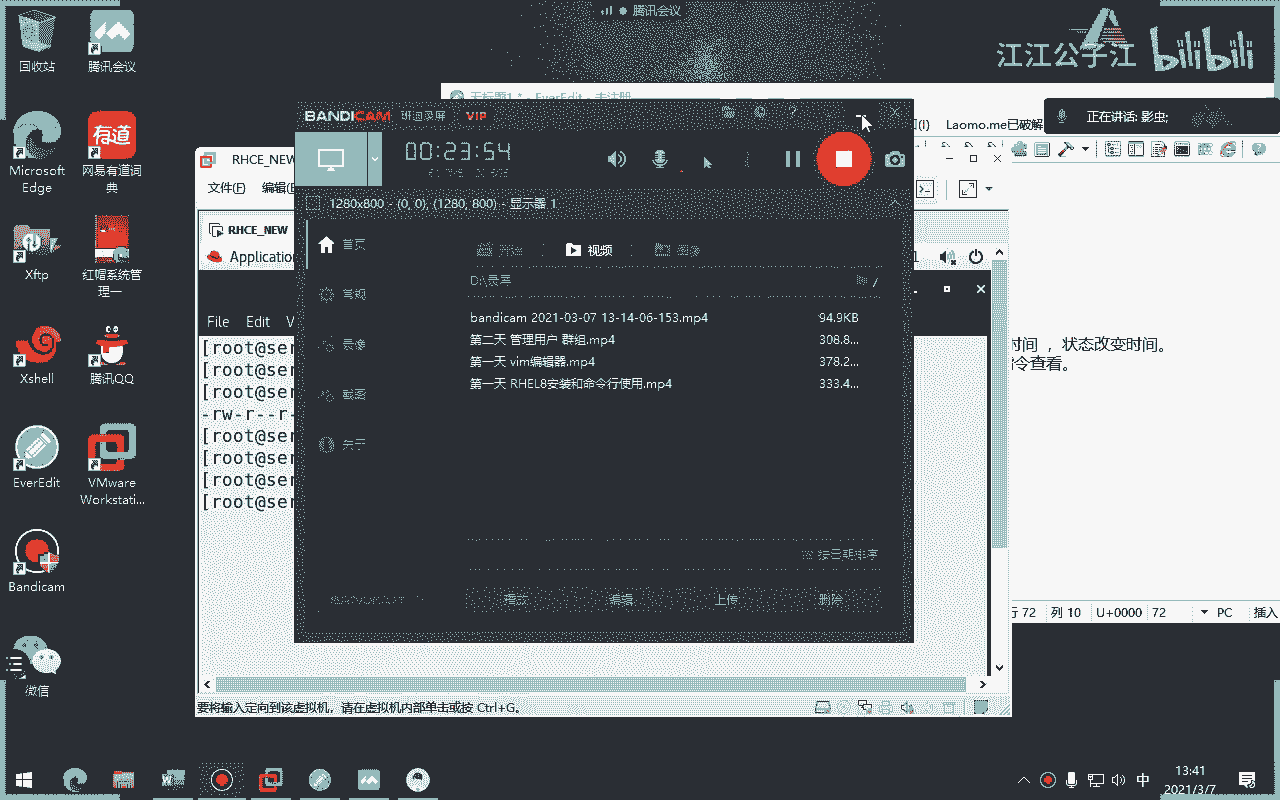 腾讯会议
江江公子江 bilibili
回收站
腾讯会议
Microsoft Edge
网易有道词典
Xftp
红帽系统管理一
Xshell
腾讯QQ
EverEdit
VMware Workstati...
Bandicam
微信
无标题1 * - EverEdit - 未注册
(I) Laomo.me已破解
正在讲话: 影虫;
RHCE_NEW
文件(F) 编辑(E
RHCE_NEW
Application
File Edit V
[root@ser
[root@ser
[root@ser
-rw-r--r-
[root@ser
[root@ser
[root@ser
[root@ser
BANDICAM 班迪录屏 VIP
00:23:54
1280x800 - (0, 0), (1280, 800) - 显示器 1
首页
常规
录像
截图
关于
开始
视频
图像
D:\录屏
bandicam 2021-03-07 13-14-06-153.mp4 94.9KB
第二天 管理用户 群组.mp4 308.8...
第一天 vim编辑器.mp4 378.2...
第一天 RHEL8安装和命令行使用.mp4 333.4...
按日期排序
播放 编辑 上传 删除
时间 ，状态改变时间。
令查看。
行 72 列 10 U+0000 72 PC 插入
要将输入定向到该虚拟机，请在虚拟机内部单击或按 Ctrl+G。
中
13:41
2021/3/7